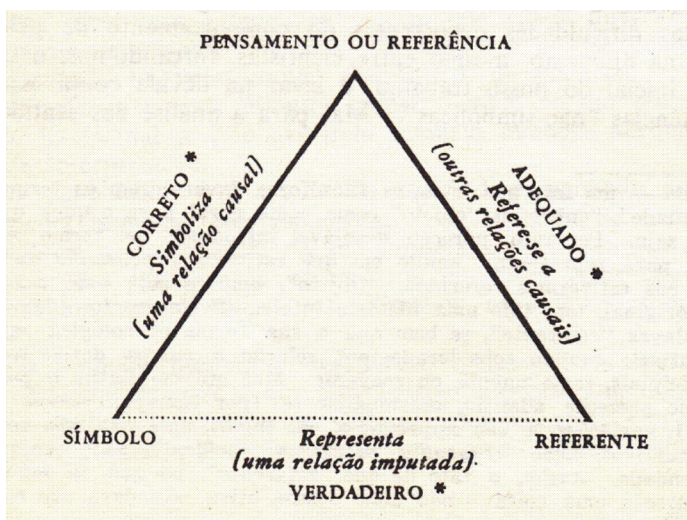 PENSAMENTO OU REFERÊNCIA
CORRETO *
Simboliza
(uma relação causal)
ADEQUADO *
Refere-se a
(outras relações causais)
SÍMBOLO
Representa
(uma relação imputada)
VERDADEIRO *
REFERENTE